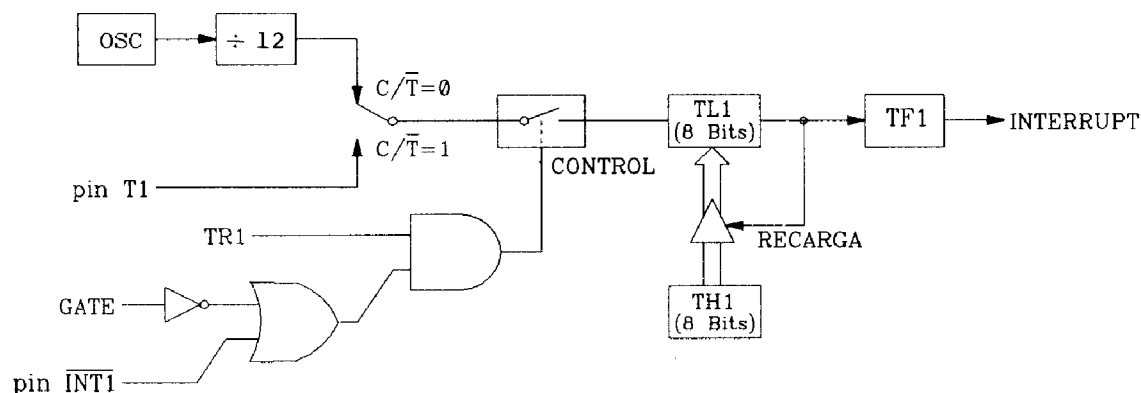 OSC
÷ 12
C/T̅=0
C/T̅=1
pin T1
CONTROL
TL1
(8 Bits)
TF1
INTERRUPT
TR1
RECARGA
GATE
TH1
(8 Bits)
pin I̅N̅T̅1̅